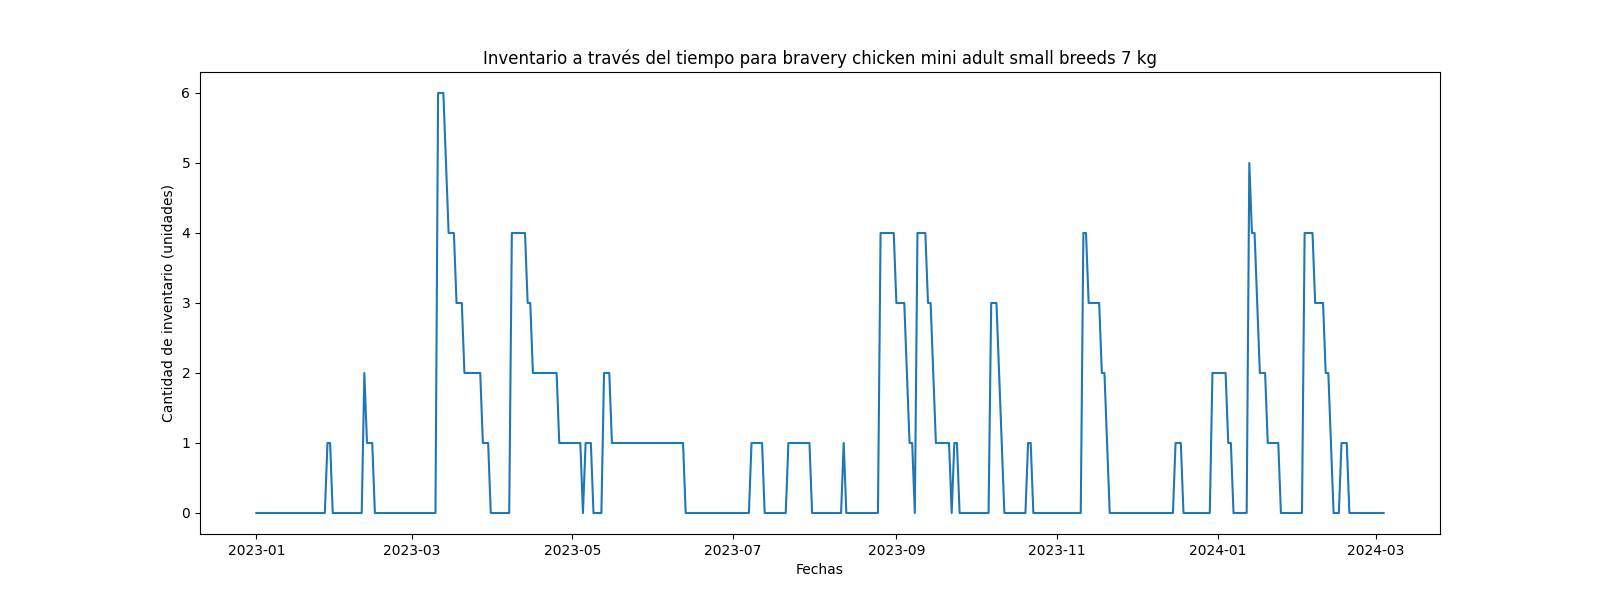 Inventario a través del tiempo para bravery chicken mini adult small breeds 7 kg
Cantidad de inventario (unidades)
6
5
4
3
2
1
0
2023-01 2023-03 2023-05 2023-07 2023-09 2023-11 2024-01 2024-03
Fechas